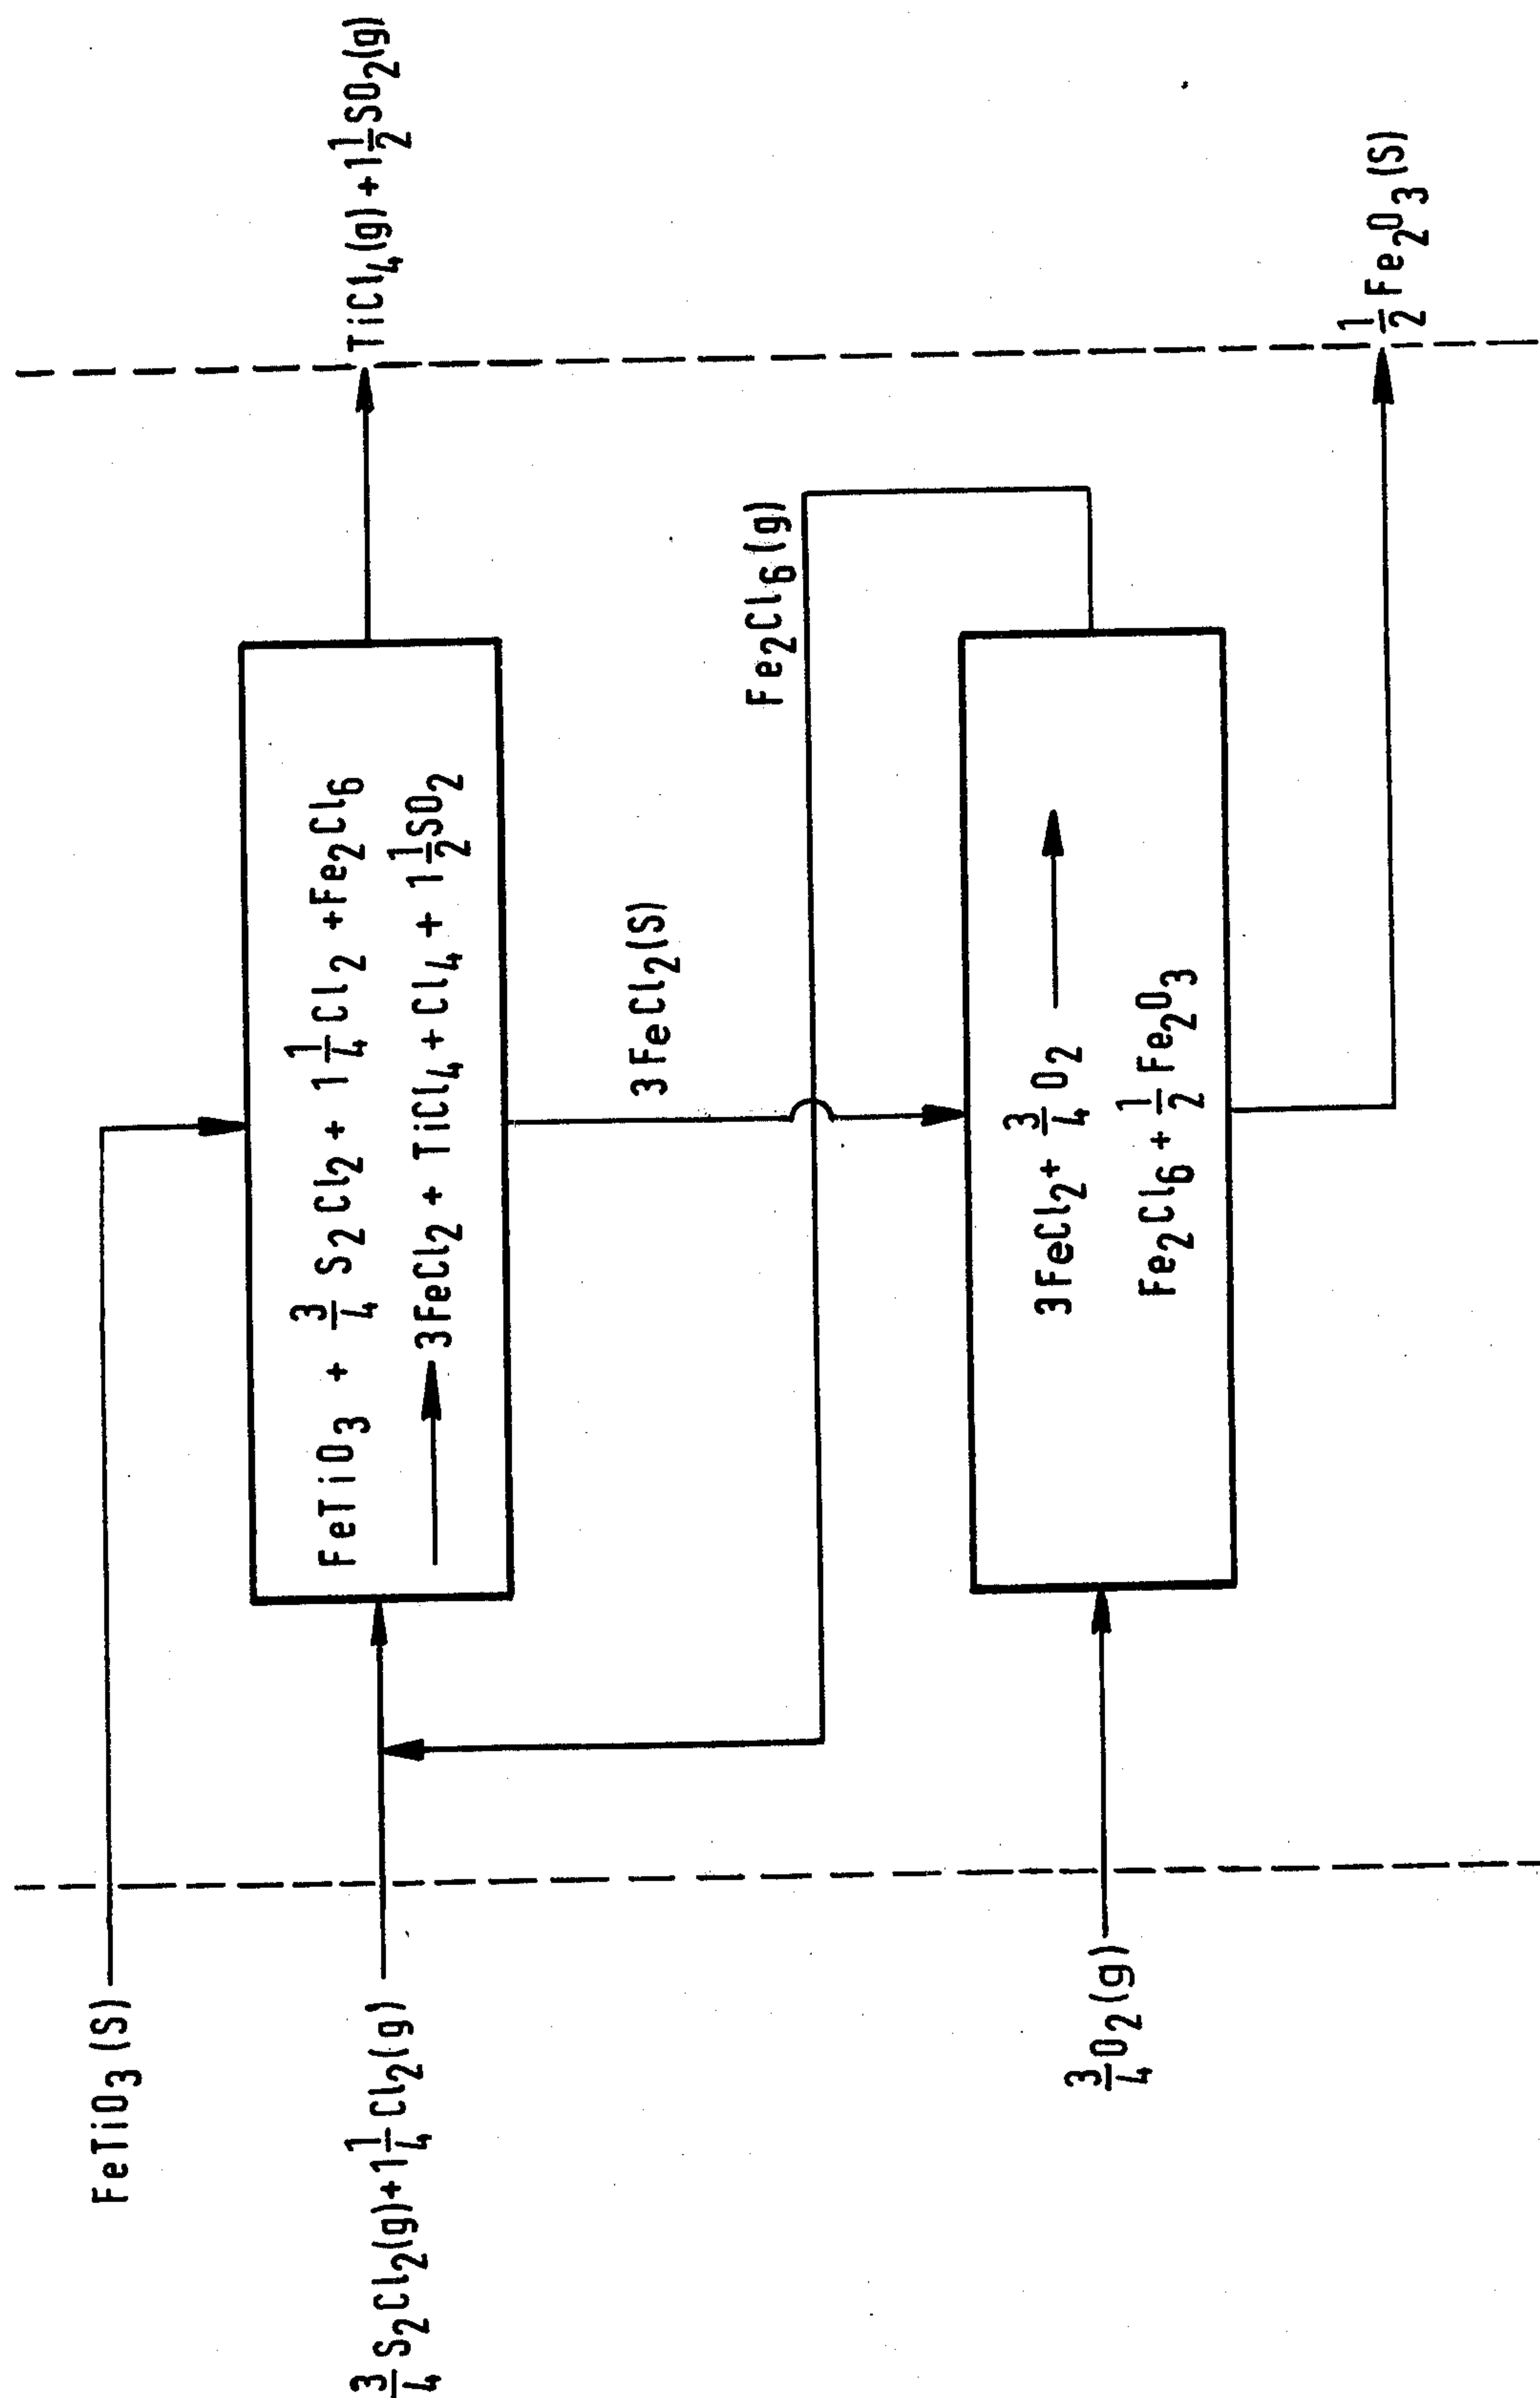 FeTiO₃ (S)
¾ S₂Cl₂(g) + 1¼ Cl₂(g)
FeTiO₃ + ¾ S₂Cl₂ + 1¼ Cl₂ + Fe₂Cl₆
⟶ 3FeCl₂ + TiCl₄ + Cl₄ + 1½ SO₂
TiCl₄(g) + 1½ SO₂(g)
3FeCl₂(S)
Fe₂Cl₆(g)
¾ O₂(g)
3FeCl₂ + ¾ O₂ ⟶
Fe₂Cl₆ + ½ Fe₂O₃
½ Fe₂O₃(S)